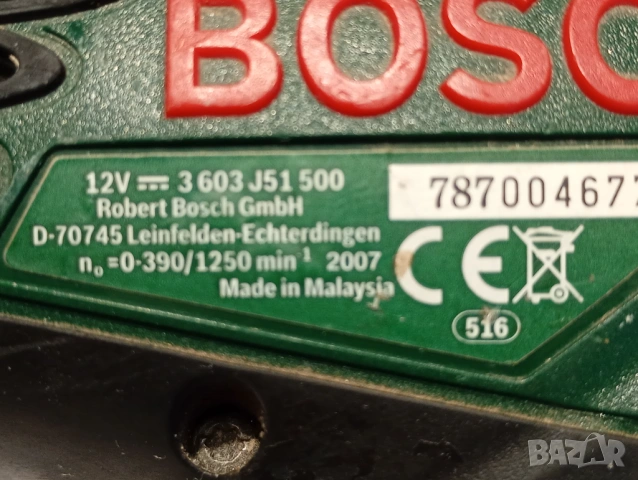 BOSC
12V 3 603 J51 500
Robert Bosch GmbH
D-70745 Leinfelden-Echterdingen
n₀ =0-390/1250 min⁻¹ 2007
Made in Malaysia
787004677
CE
516
BAZAR